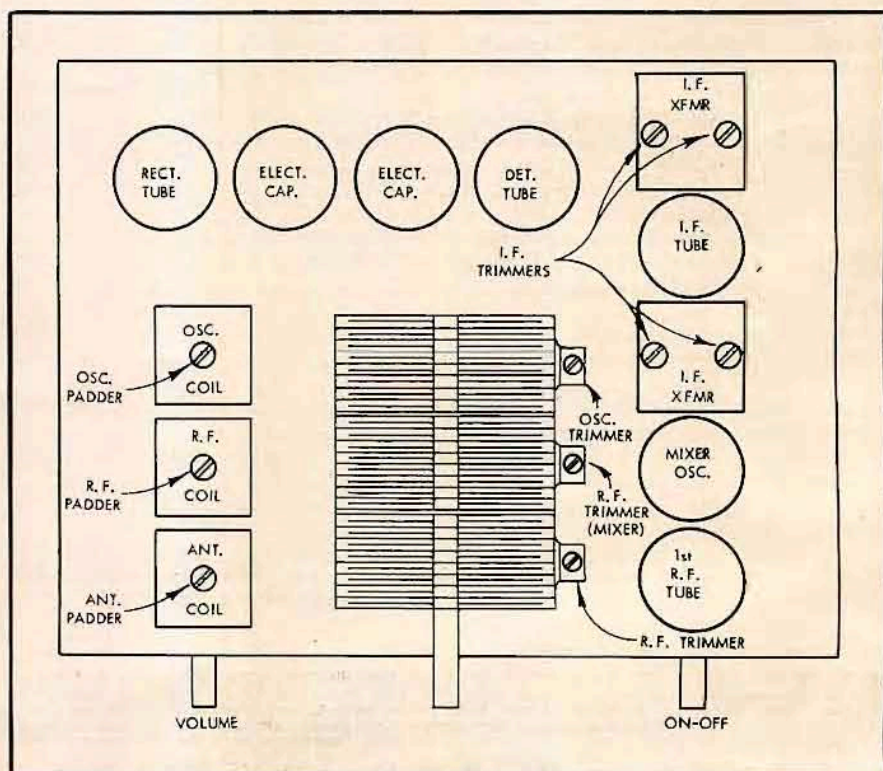 I. F.
XFMR
RECT.
TUBE
ELECT.
CAP.
ELECT.
CAP.
DET.
TUBE
I. F.
TUBE
I. F.
TRIMMERS
OSC.
COIL
OSC.
PADDER
I. F.
XFMR
OSC.
TRIMMER
R. F.
COIL
R. F.
PADDER
MIXER
OSC.
R. F.
TRIMMER
(MIXER)
ANT.
COIL
ANT.
PADDER
1st
R. F.
TUBE
R. F. TRIMMER
VOLUME
ON-OFF